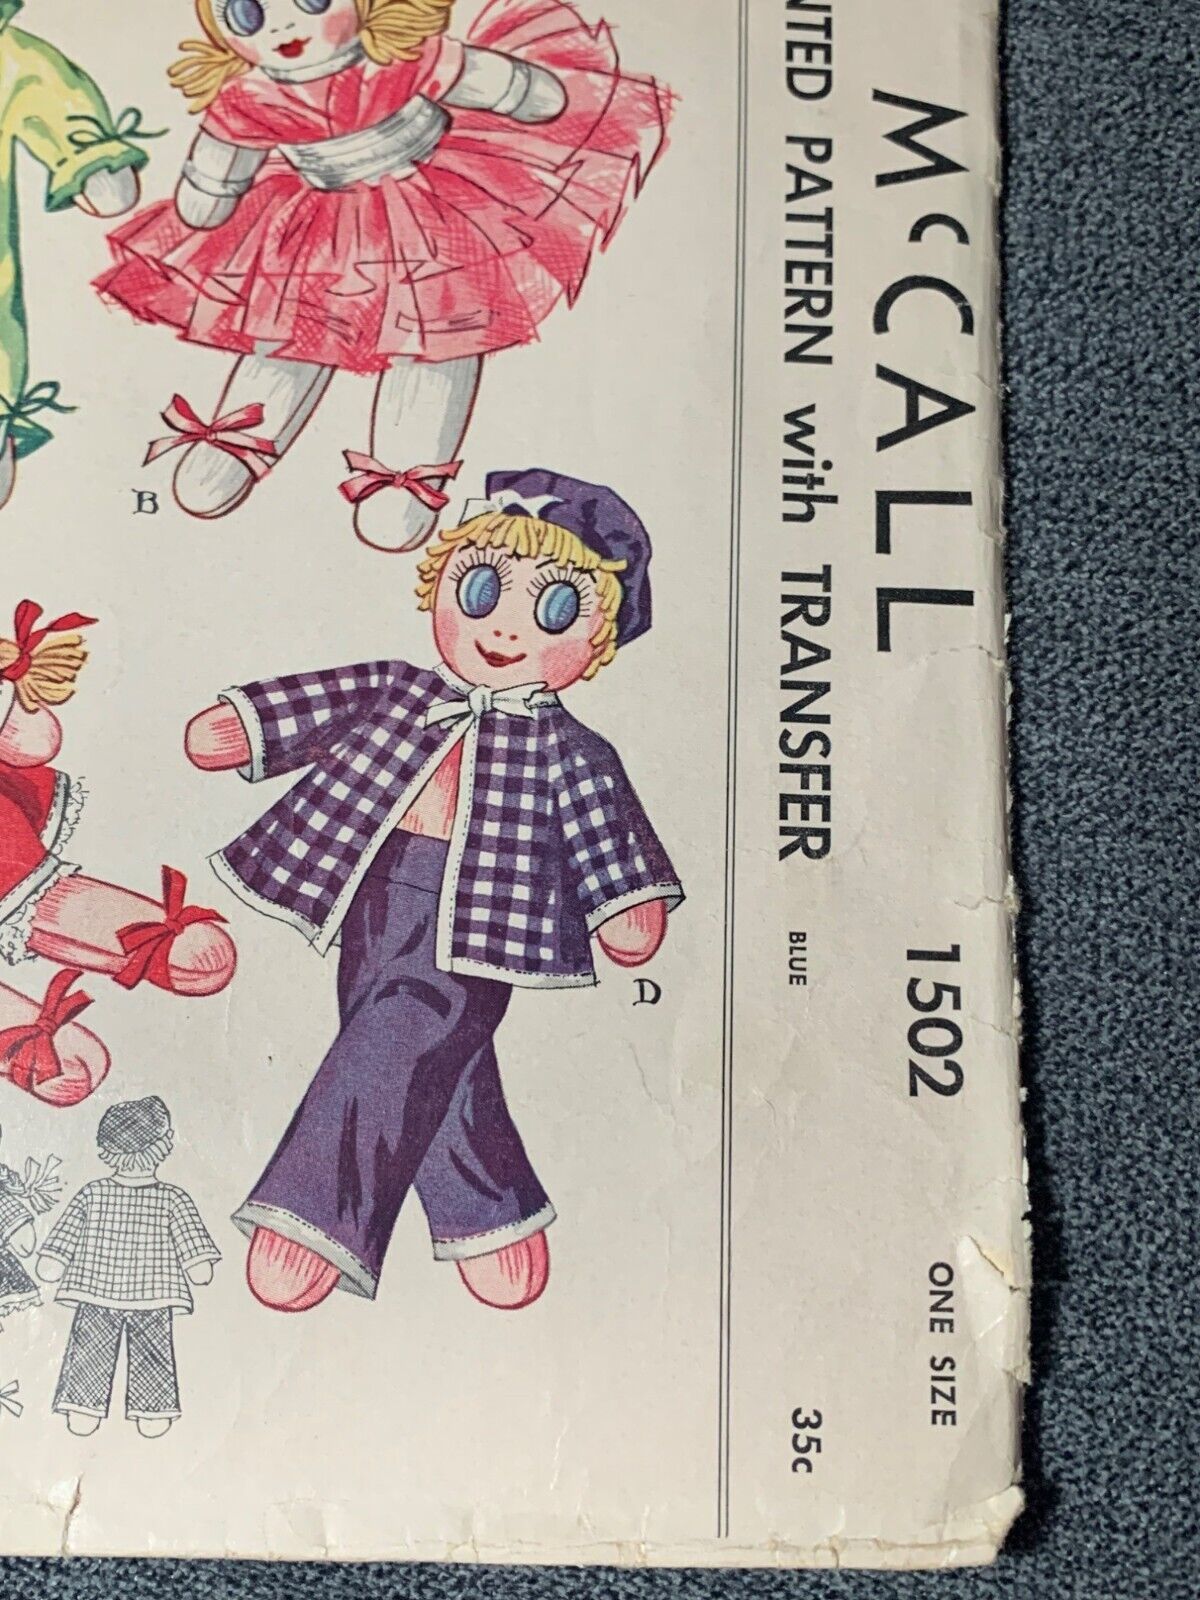 McCALL 1502 ONE SIZE
NTED PATTERN with TRANSFER BLUE 35c
B
D